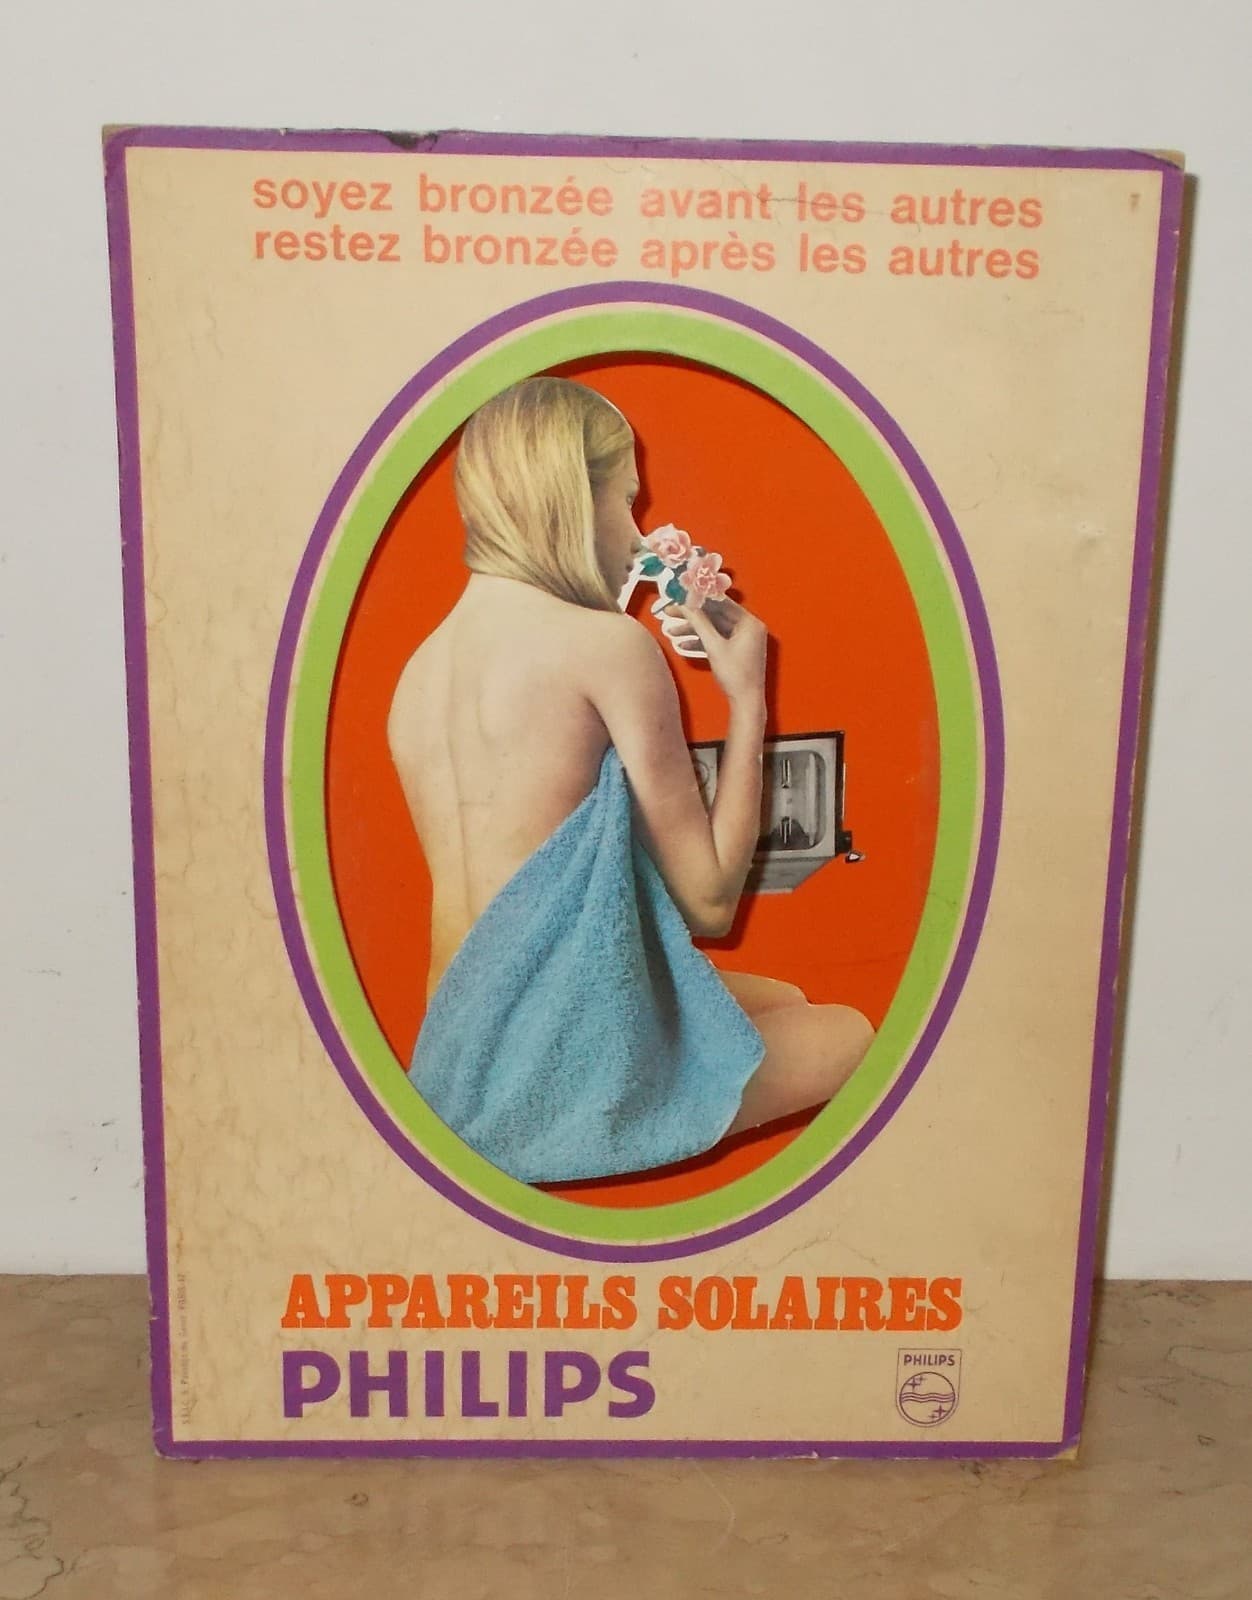 soyez bronzée avant les autres
restez bronzée après les autres
APPAREILS SOLAIRES
PHILIPS
PHILIPS